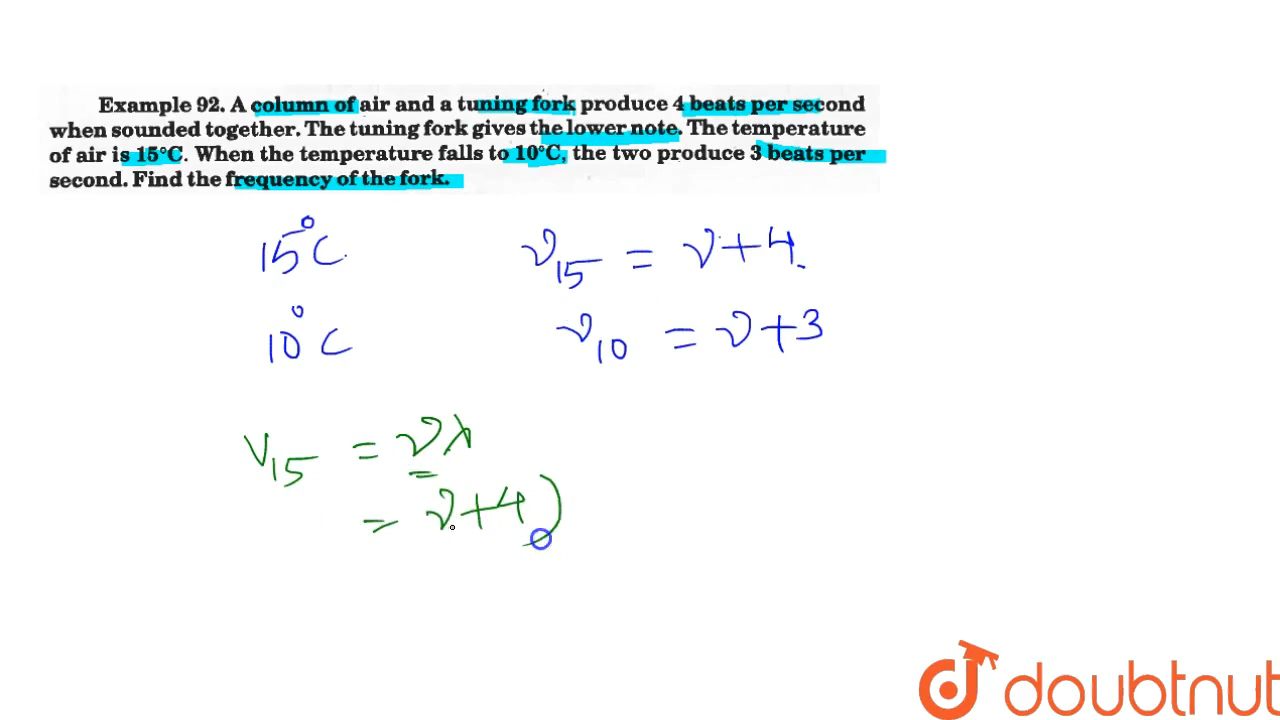 Example 92. A column of air and a tuning fork produce 4 beats per second
when sounded together. The tuning fork gives the lower note. The temperature
of air is 15°C. When the temperature falls to 10°C, the two produce 3 beats per
second. Find the frequency of the fork.
15°C ν₁₅ = ν+4
10°C ν₁₀ = ν+3
V₁₅ = νλ
= ν+4)
doubtnut